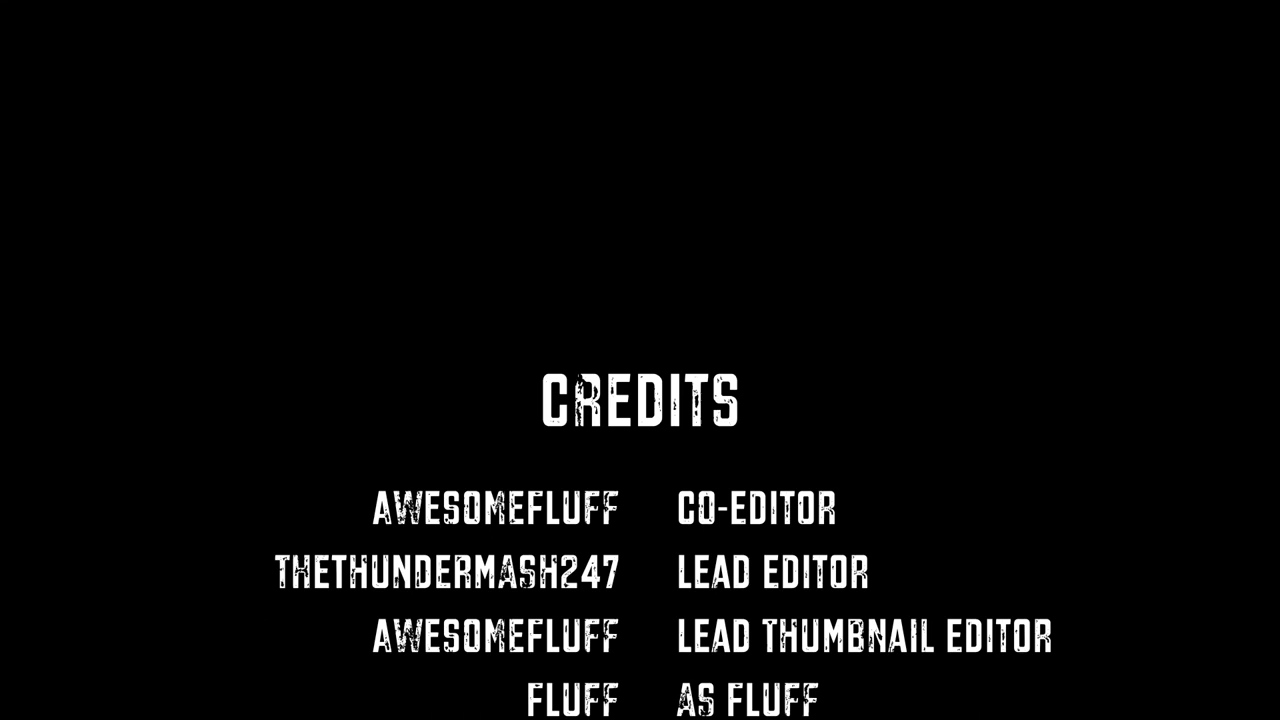 CREDITS
AWESOMEFLUFF CO-EDITOR
THETHUNDERMASH247 LEAD EDITOR
AWESOMEFLUFF LEAD THUMBNAIL EDITOR
FLUFF AS FLUFF